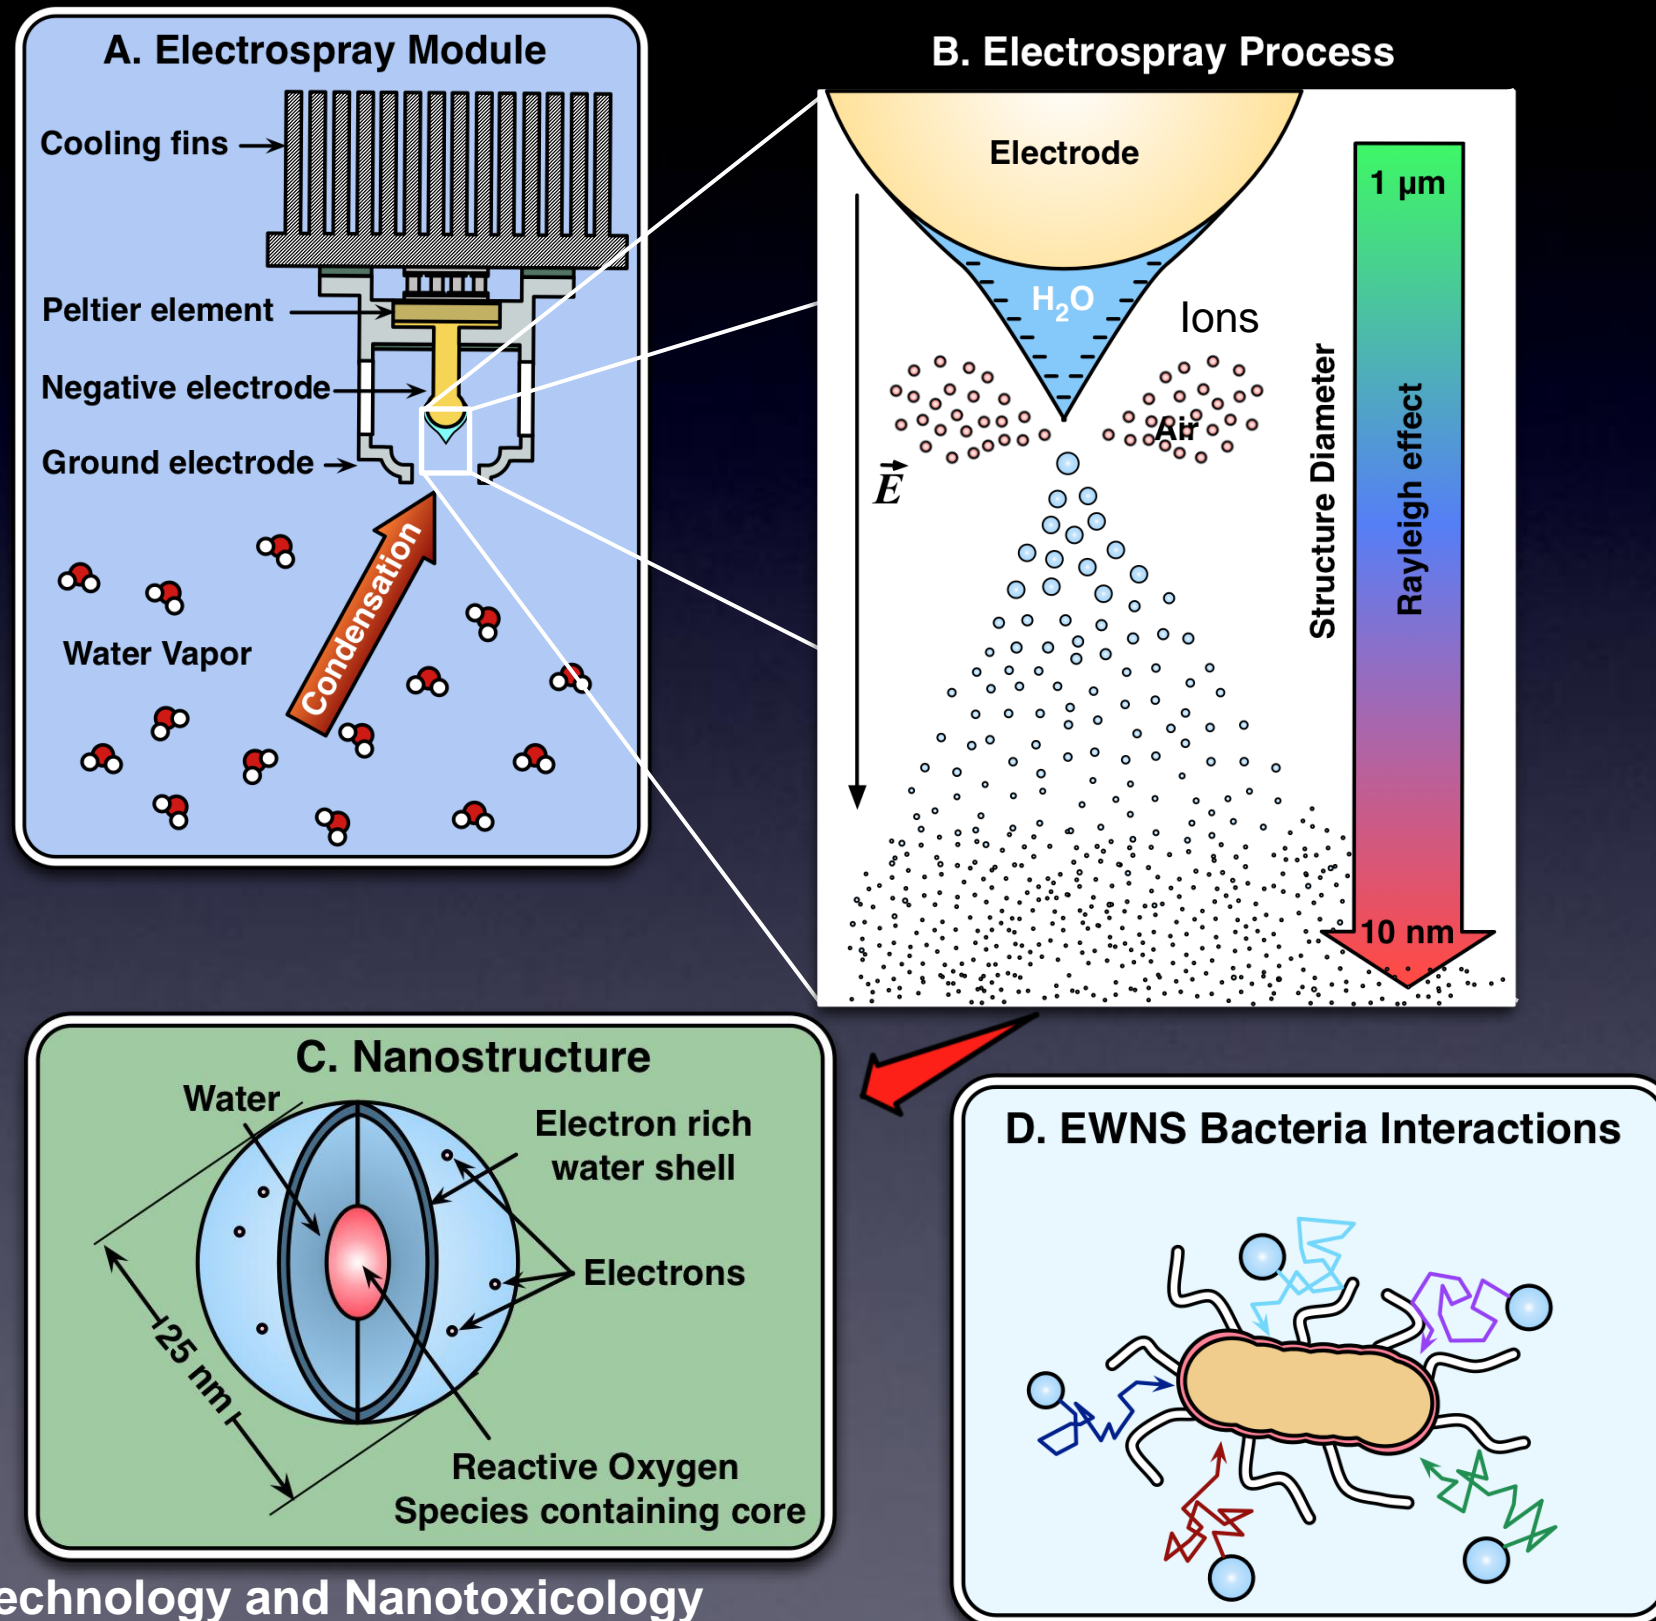 A. Electrospray Module
Cooling fins
Peltier element
Negative electrode
Ground electrode
Condensation
Water Vapor
B. Electrospray Process
Electrode
H2O
Ions
Air
E
1 µm
Structure Diameter
Rayleigh effect
10 nm
C. Nanostructure
Water
Electron rich
water shell
Electrons
25 nm
Reactive Oxygen
Species containing core
D. EWNS Bacteria Interactions
echnology and Nanotoxicology